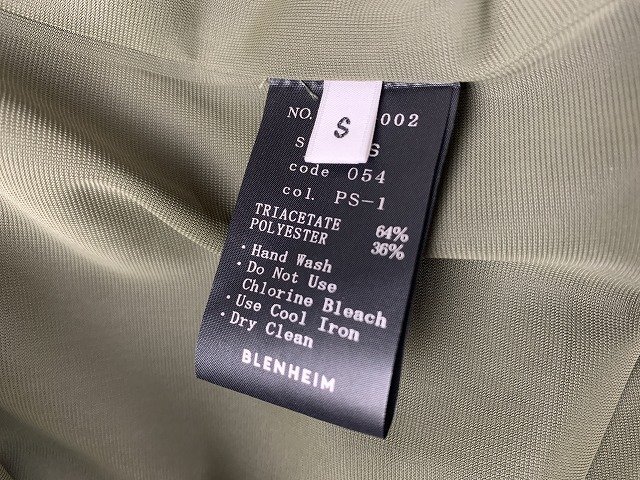 NO. 002
S
S S
code 054
col. PS-1
TRIACETATE 64%
POLYESTER 36%
・Hand Wash
・Do Not Use
Chlorine Bleach
・Use Cool Iron
・Dry Clean
BLENHEIM